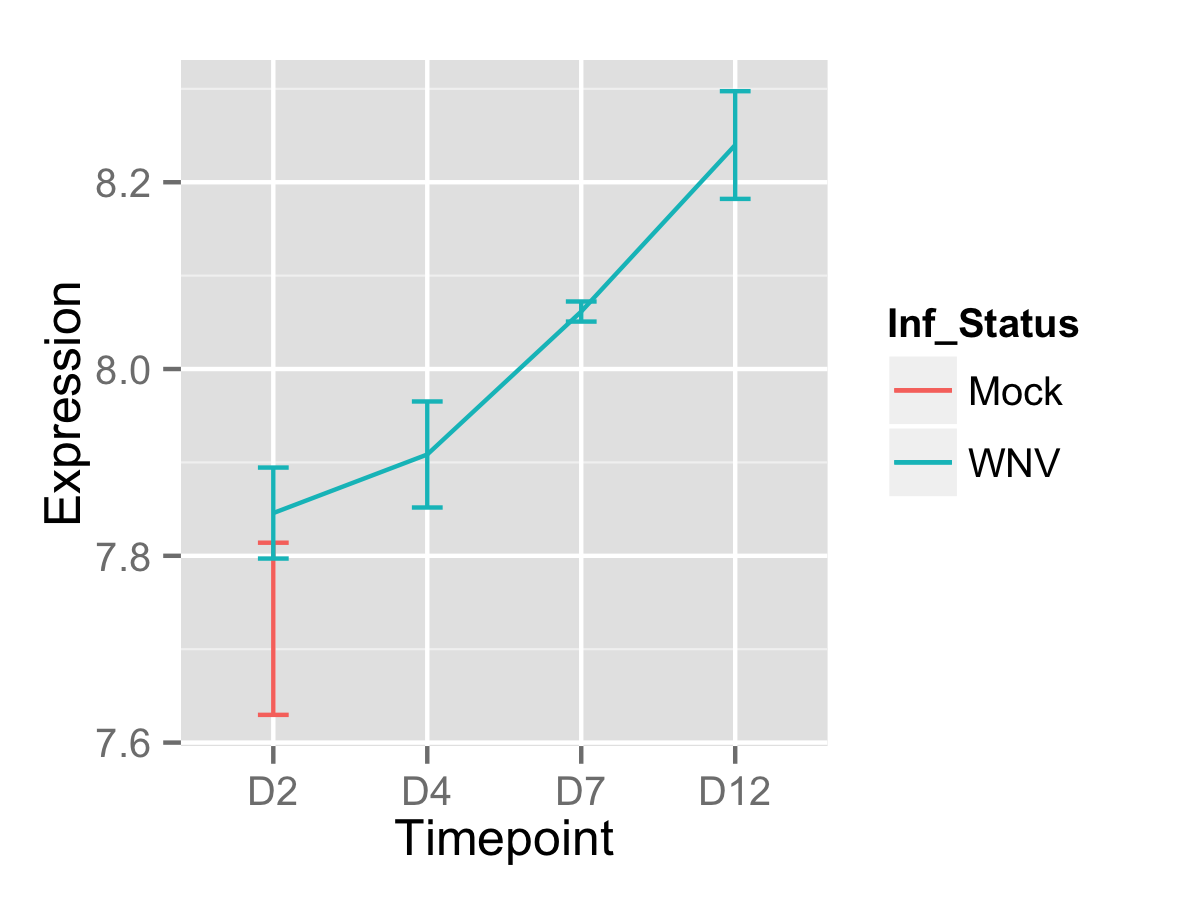 8.2
8.0
7.8
7.6
Expression
D2 D4 D7 D12
Timepoint
Inf_Status
Mock
WNV